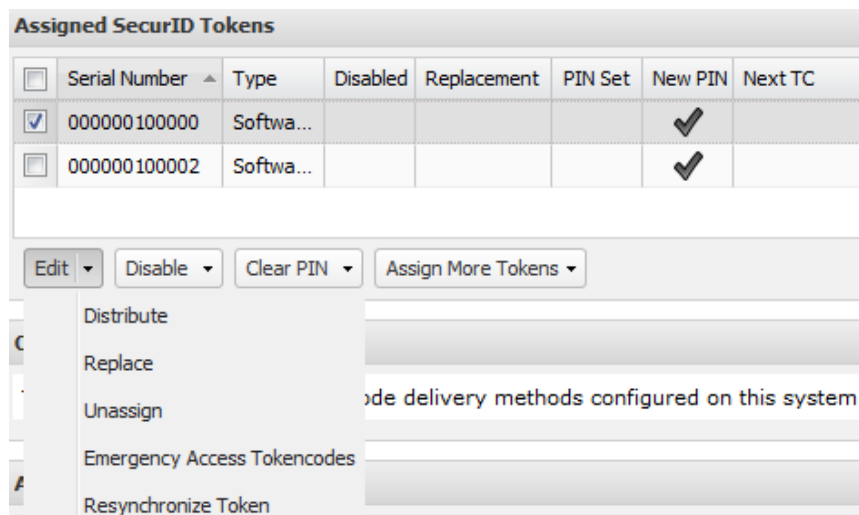 Assigned SecurID Tokens
Serial Number Type Disabled Replacement PIN Set New PIN Next TC
000000100000 Softwa...
000000100002 Softwa...
Edit Disable Clear PIN Assign More Tokens
Distribute
Replace
delivery methods configured on this system
Unassign
Emergency Access Tokencodes
Resynchronize Token